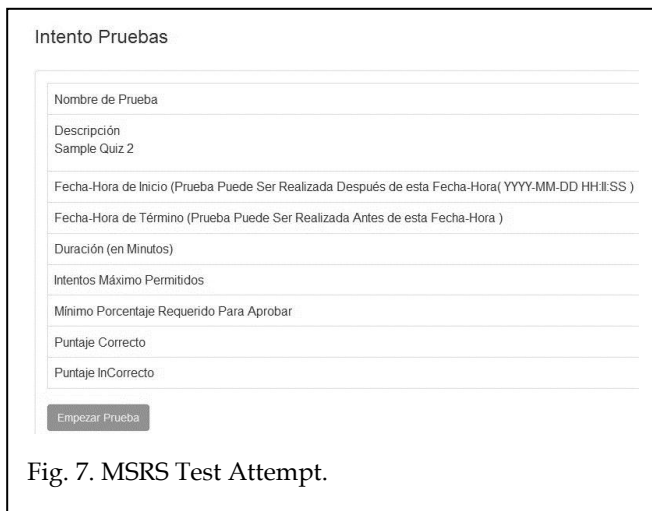 Intento Pruebas
Nombre de Prueba
Descripción
Sample Quiz 2
Fecha-Hora de Inicio (Prueba Puede Ser Realizada Después de esta Fecha-Hora( YYYY-MM-DD HH:II:SS )
Fecha-Hora de Término (Prueba Puede Ser Realizada Antes de esta Fecha-Hora )
Duración (en Minutos)
Intentos Máximo Permitidos
Mínimo Porcentaje Requerido Para Aprobar
Puntaje Correcto
Puntaje InCorrecto
Empezar Prueba
Fig. 7. MSRS Test Attempt.